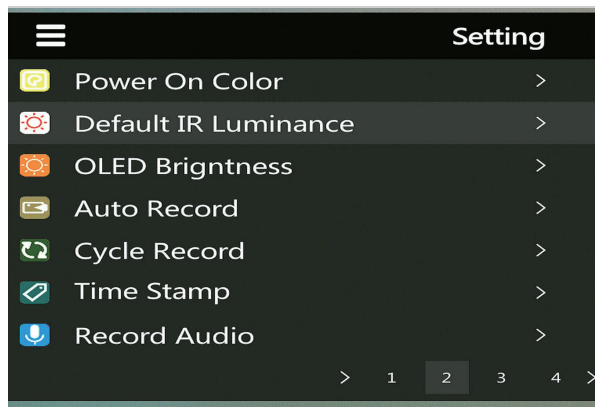 Setting
Power On Color >
Default IR Luminance >
OLED Brigntness >
Auto Record >
Cycle Record >
Time Stamp >
Record Audio >
> 1 2 3 4 >